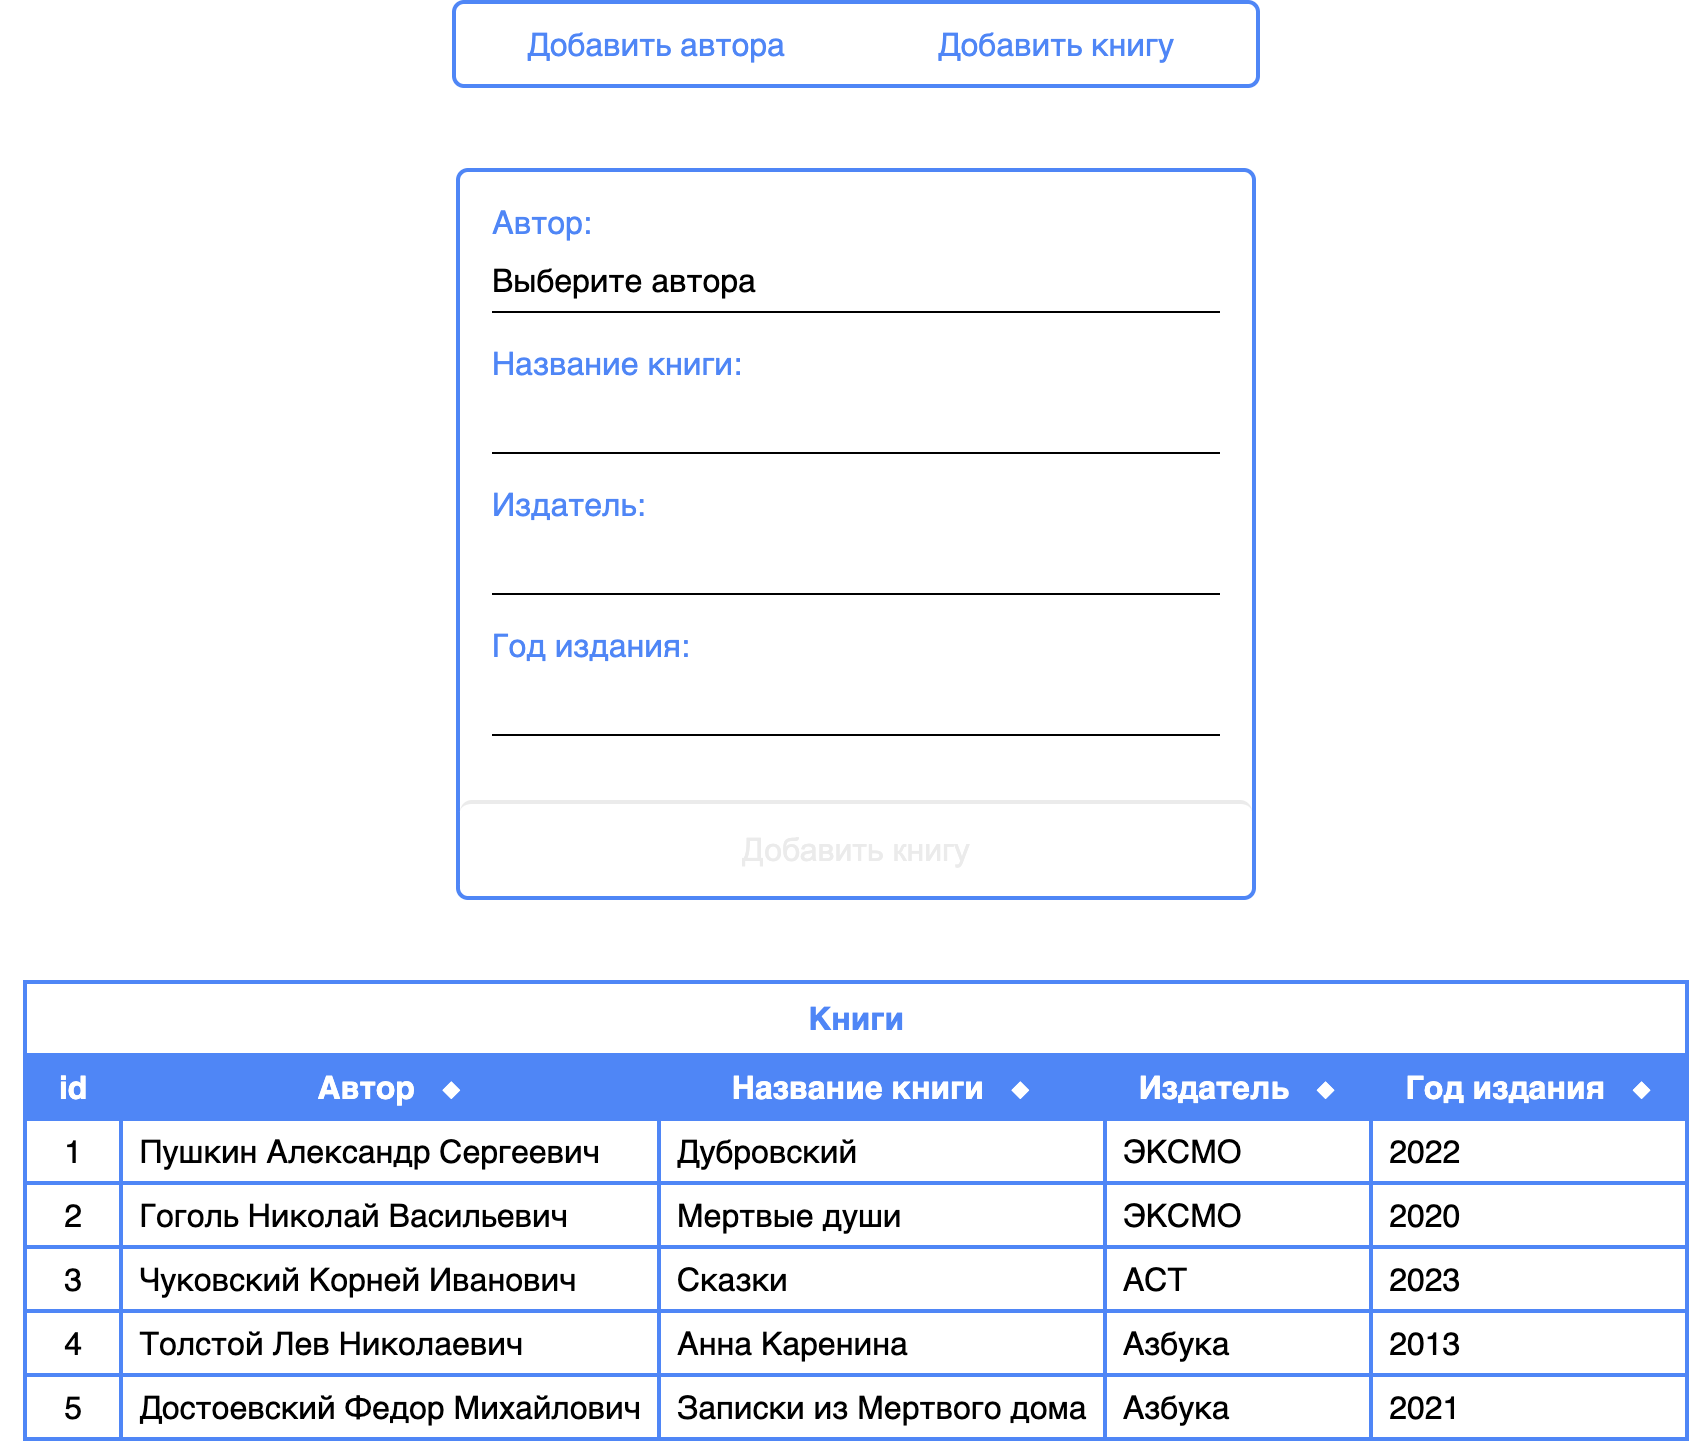 Добавить автора Добавить книгу
Автор:
Выберите автора
Название книги:
Издатель:
Год издания:
Добавить книгу
Книги
id Автор Название книги Издатель Год издания
1 Пушкин Александр Сергеевич Дубровский ЭКСМО 2022
2 Гоголь Николай Васильевич Мертвые души ЭКСМО 2020
3 Чуковский Корней Иванович Сказки АСТ 2023
4 Толстой Лев Николаевич Анна Каренина Азбука 2013
5 Достоевский Федор Михайлович Записки из Мертвого дома Азбука 2021